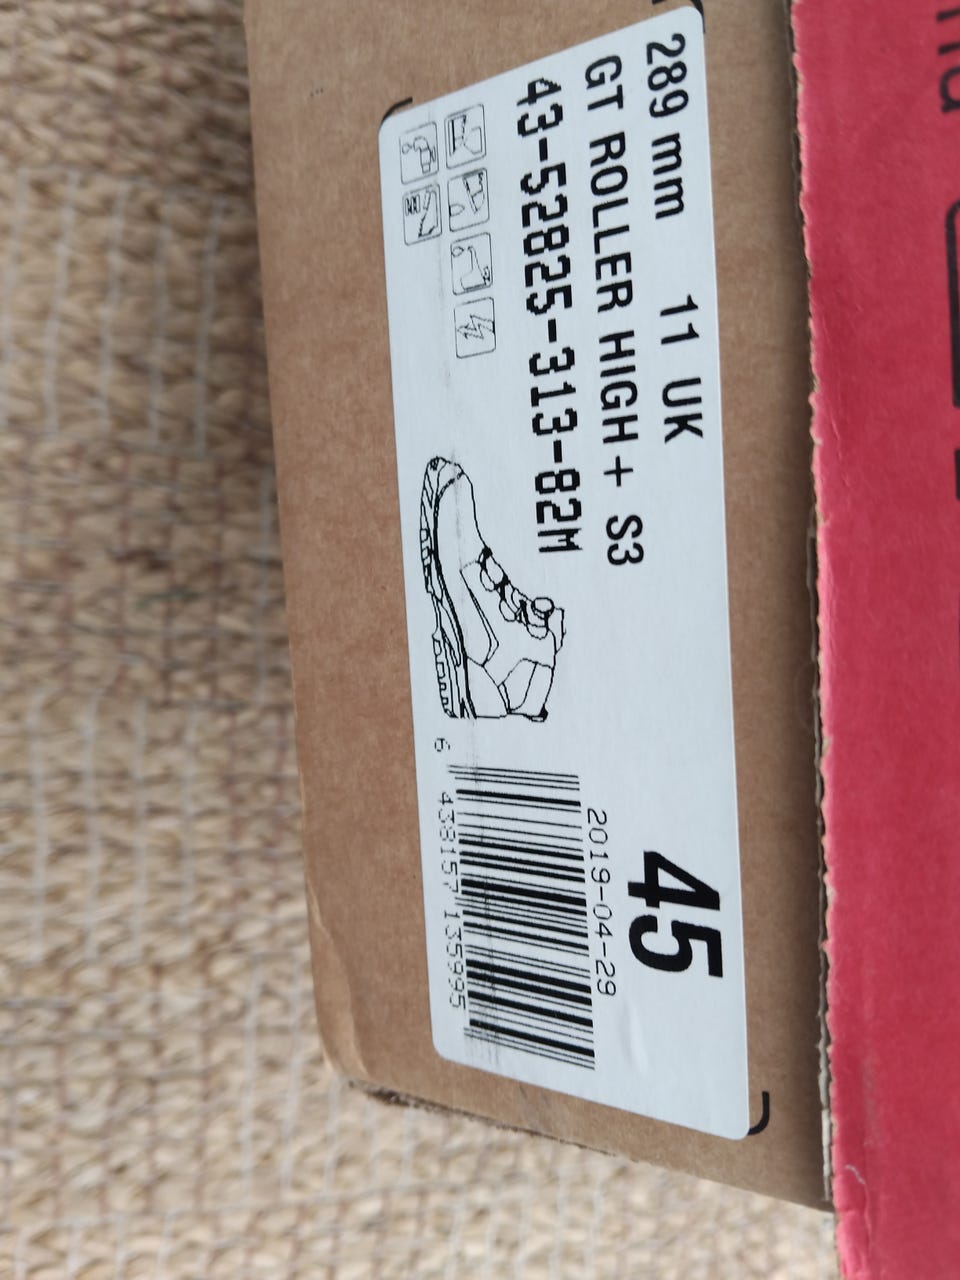 289 mm 11 UK 45
GT ROLLER HIGH + S3
43-52825-313-82M
2019-04-29
6 438157 135995